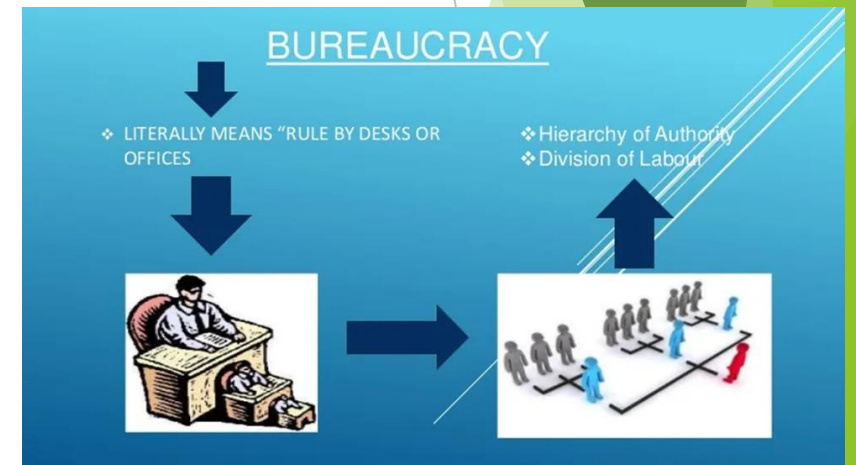 BUREAUCRACY
❖ LITERALLY MEANS “RULE BY DESKS OR
OFFICES
❖Hierarchy of Authority
❖Division of Labour